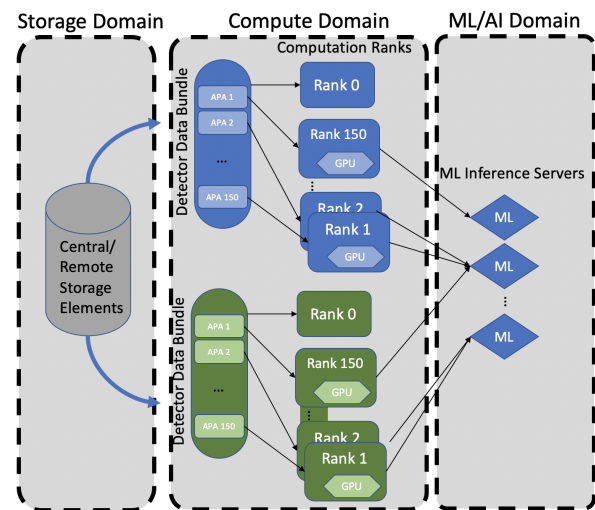 Storage Domain
Compute Domain
ML/AI Domain
Central/
Remote
Storage
Elements
Computation Ranks
Detector Data Bundle
APA 1
APA 2
...
APA 150
Rank 0
Rank 150
GPU
...
Rank 2
Rank 1
GPU
Detector Data Bundle
APA 1
APA 2
...
APA 150
Rank 0
Rank 150
GPU
...
Rank 2
Rank 1
GPU
ML Inference Servers
ML
ML
...
ML